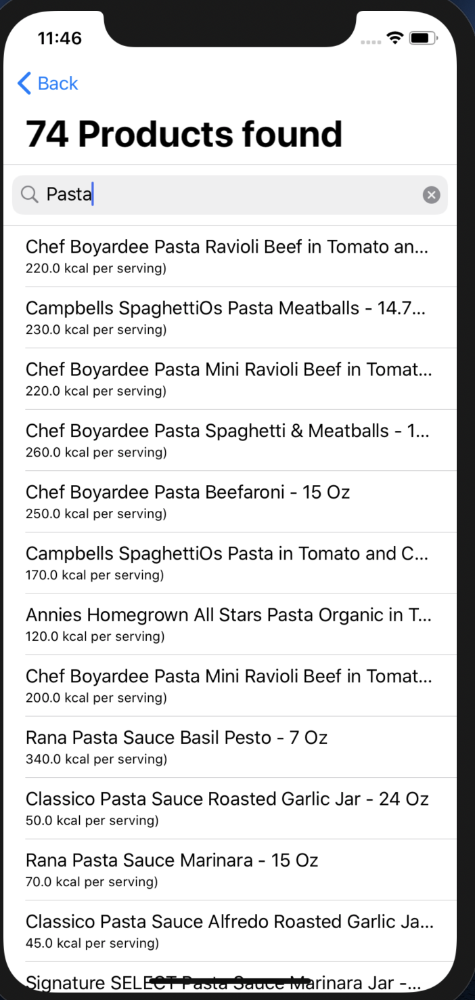 11:46
Back
74 Products found
Pasta
Chef Boyardee Pasta Ravioli Beef in Tomato an...
220.0 kcal per serving)
Campbells SpaghettiOs Pasta Meatballs - 14.7...
230.0 kcal per serving)
Chef Boyardee Pasta Mini Ravioli Beef in Tomat...
220.0 kcal per serving)
Chef Boyardee Pasta Spaghetti & Meatballs - 1...
260.0 kcal per serving)
Chef Boyardee Pasta Beefaroni - 15 Oz
250.0 kcal per serving)
Campbells SpaghettiOs Pasta in Tomato and C...
170.0 kcal per serving)
Annies Homegrown All Stars Pasta Organic in T...
120.0 kcal per serving)
Chef Boyardee Pasta Mini Ravioli Beef in Tomat...
200.0 kcal per serving)
Rana Pasta Sauce Basil Pesto - 7 Oz
340.0 kcal per serving)
Classico Pasta Sauce Roasted Garlic Jar - 24 Oz
50.0 kcal per serving)
Rana Pasta Sauce Marinara - 15 Oz
70.0 kcal per serving)
Classico Pasta Sauce Alfredo Roasted Garlic Ja...
45.0 kcal per serving)
Signature SELECT Pasta Sauce Marinara Jar -...